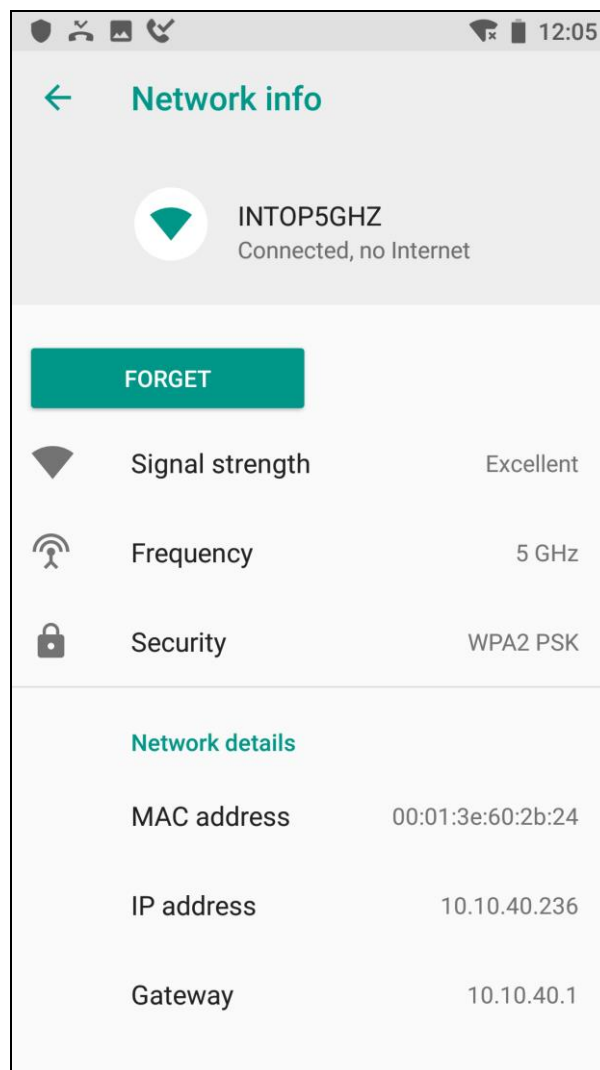 12:05
Network info
INTOP5GHZ
Connected, no Internet
FORGET
Signal strength Excellent
Frequency 5 GHz
Security WPA2 PSK
Network details
MAC address 00:01:3e:60:2b:24
IP address 10.10.40.236
Gateway 10.10.40.1